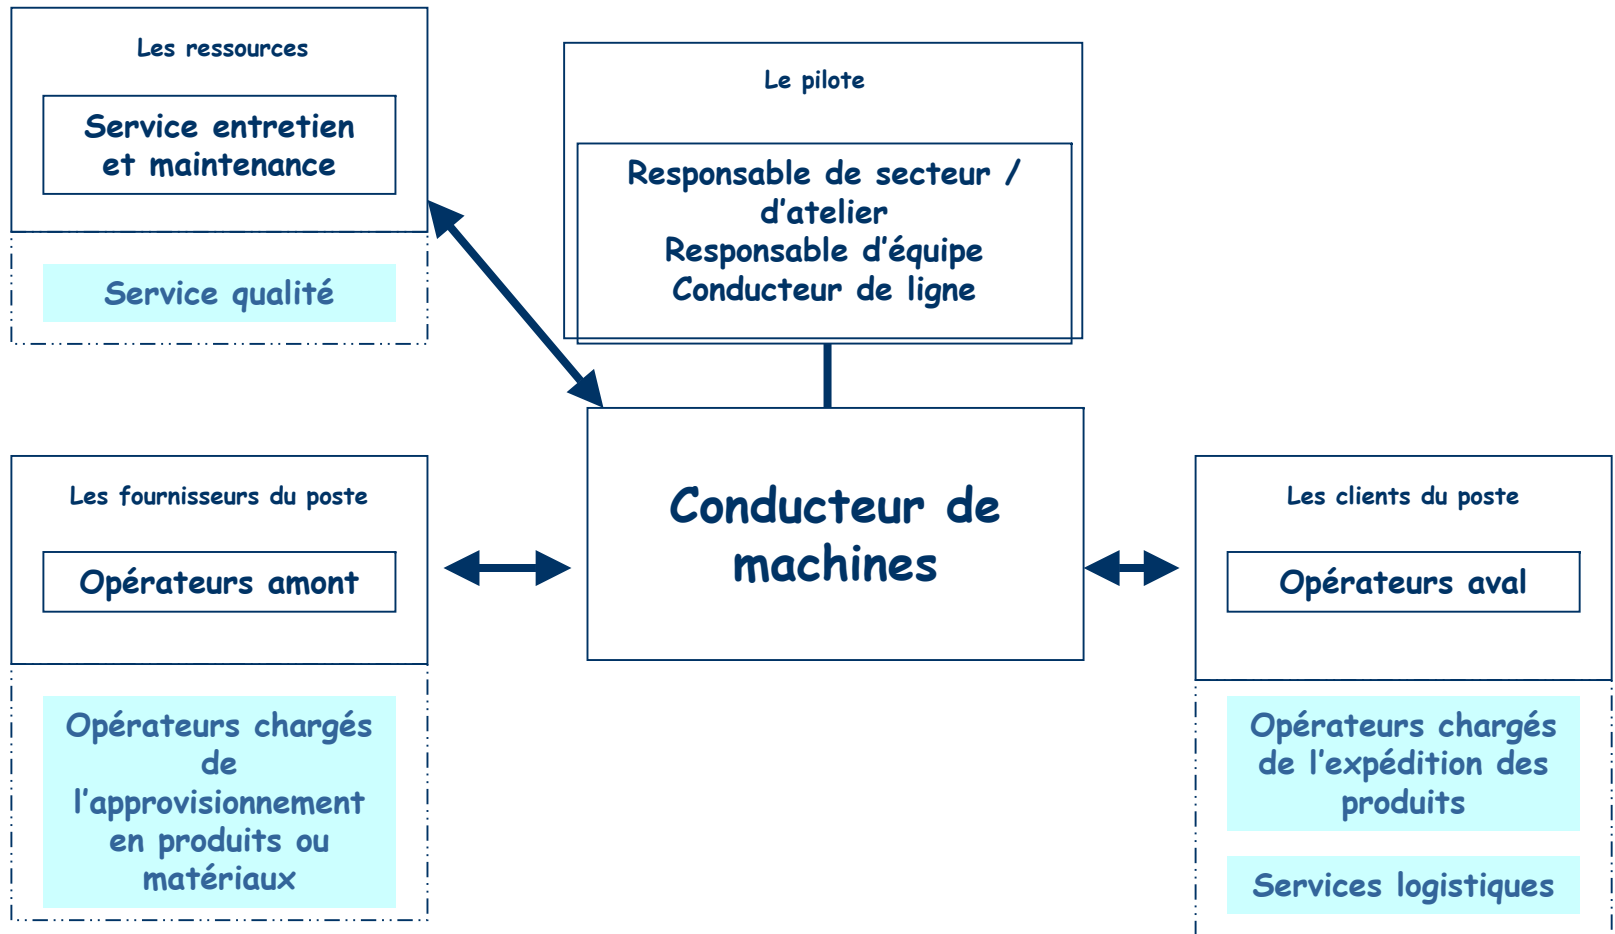 Les ressources
Service entretien
et maintenance
Service qualité
Le pilote
Responsable de secteur /
d'atelier
Responsable d'équipe
Conducteur de ligne
Les fournisseurs du poste
Opérateurs amont
Opérateurs chargés
de
l'approvisionnement
en produits ou
matériaux
Conducteur de
machines
Les clients du poste
Opérateurs aval
Opérateurs chargés
de l'expédition des
produits
Services logistiques